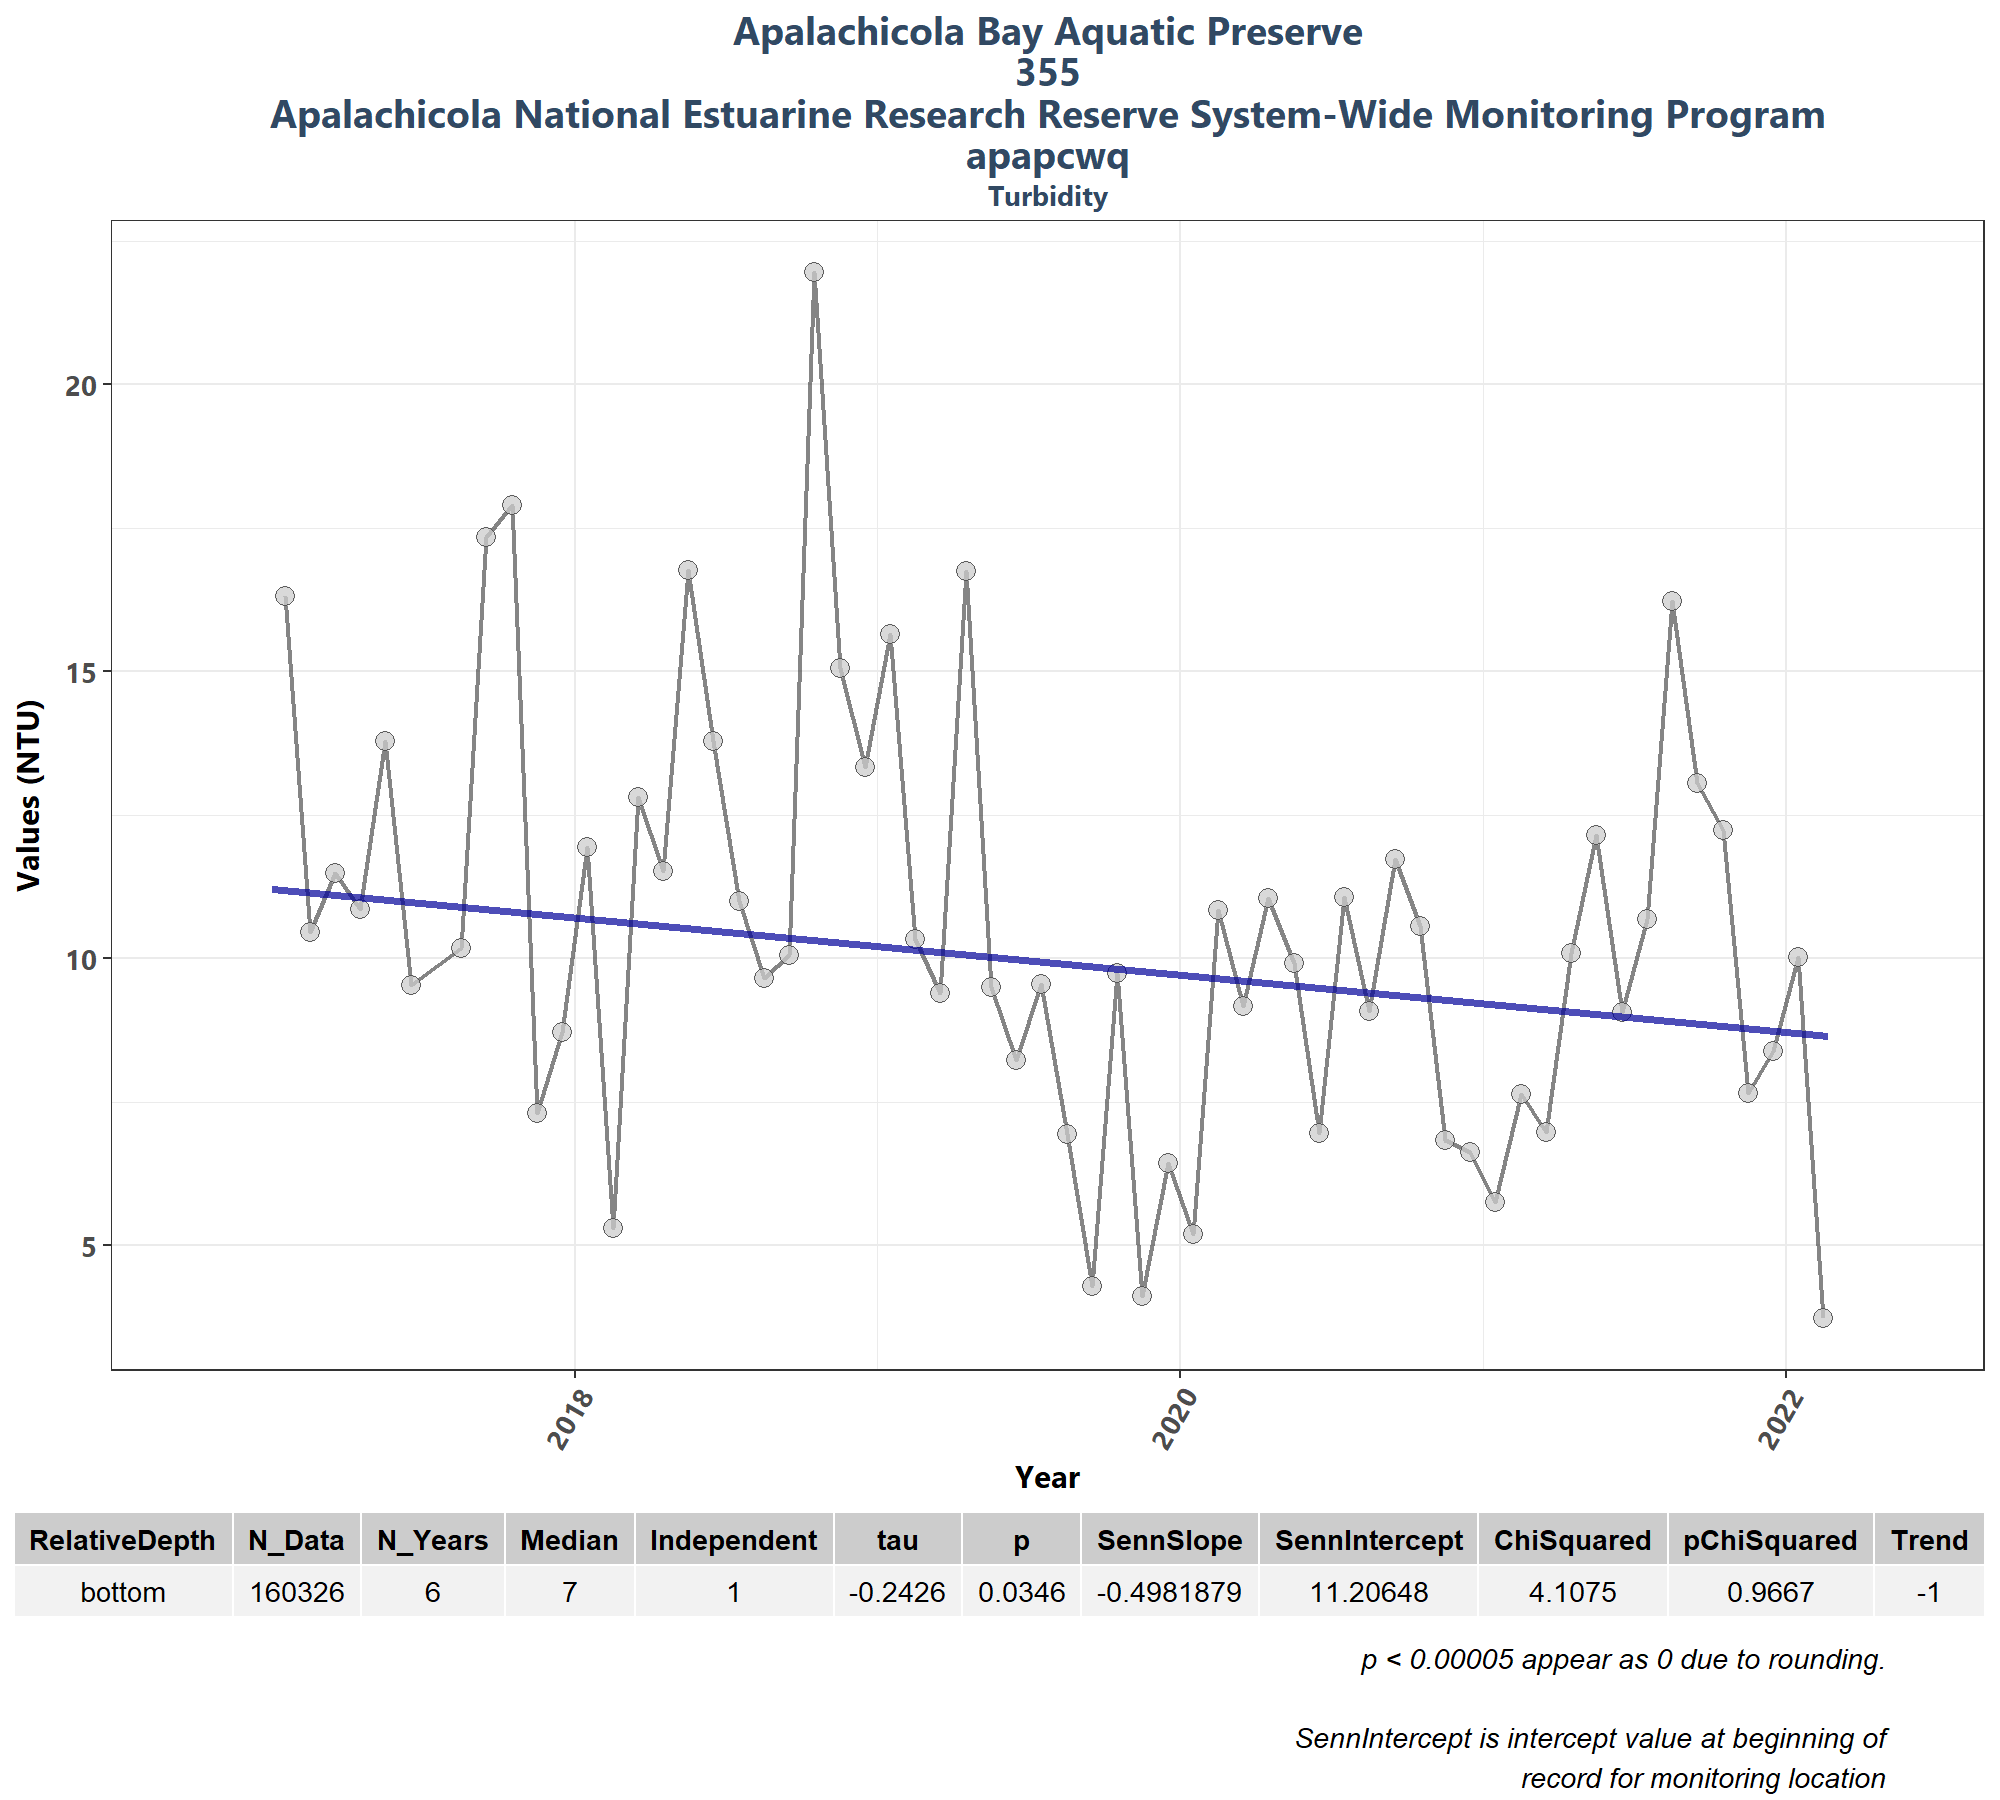 Apalachicola Bay Aquatic Preserve
355
Apalachicola National Estuarine Research Reserve System-Wide Monitoring Program
apapcwq
Turbidity
Values (NTU)
20
15
10
5
2018
2020
2022
Year
RelativeDepth N_Data N_Years Median Independent tau p SennSlope SennIntercept ChiSquared pChiSquared Trend
bottom 160326 6 7 1 -0.2426 0.0346 -0.4981879 11.20648 4.1075 0.9667 -1
p < 0.00005 appear as 0 due to rounding.
SennIntercept is intercept value at beginning of
record for monitoring location